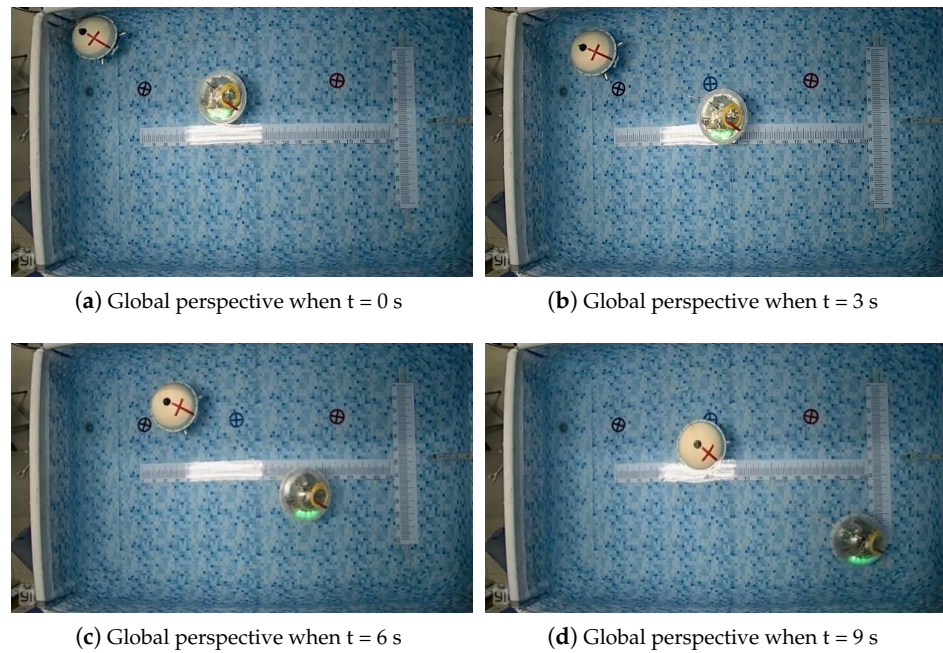 (a) Global perspective when t = 0 s
(b) Global perspective when t = 3 s
(c) Global perspective when t = 6 s
(d) Global perspective when t = 9 s